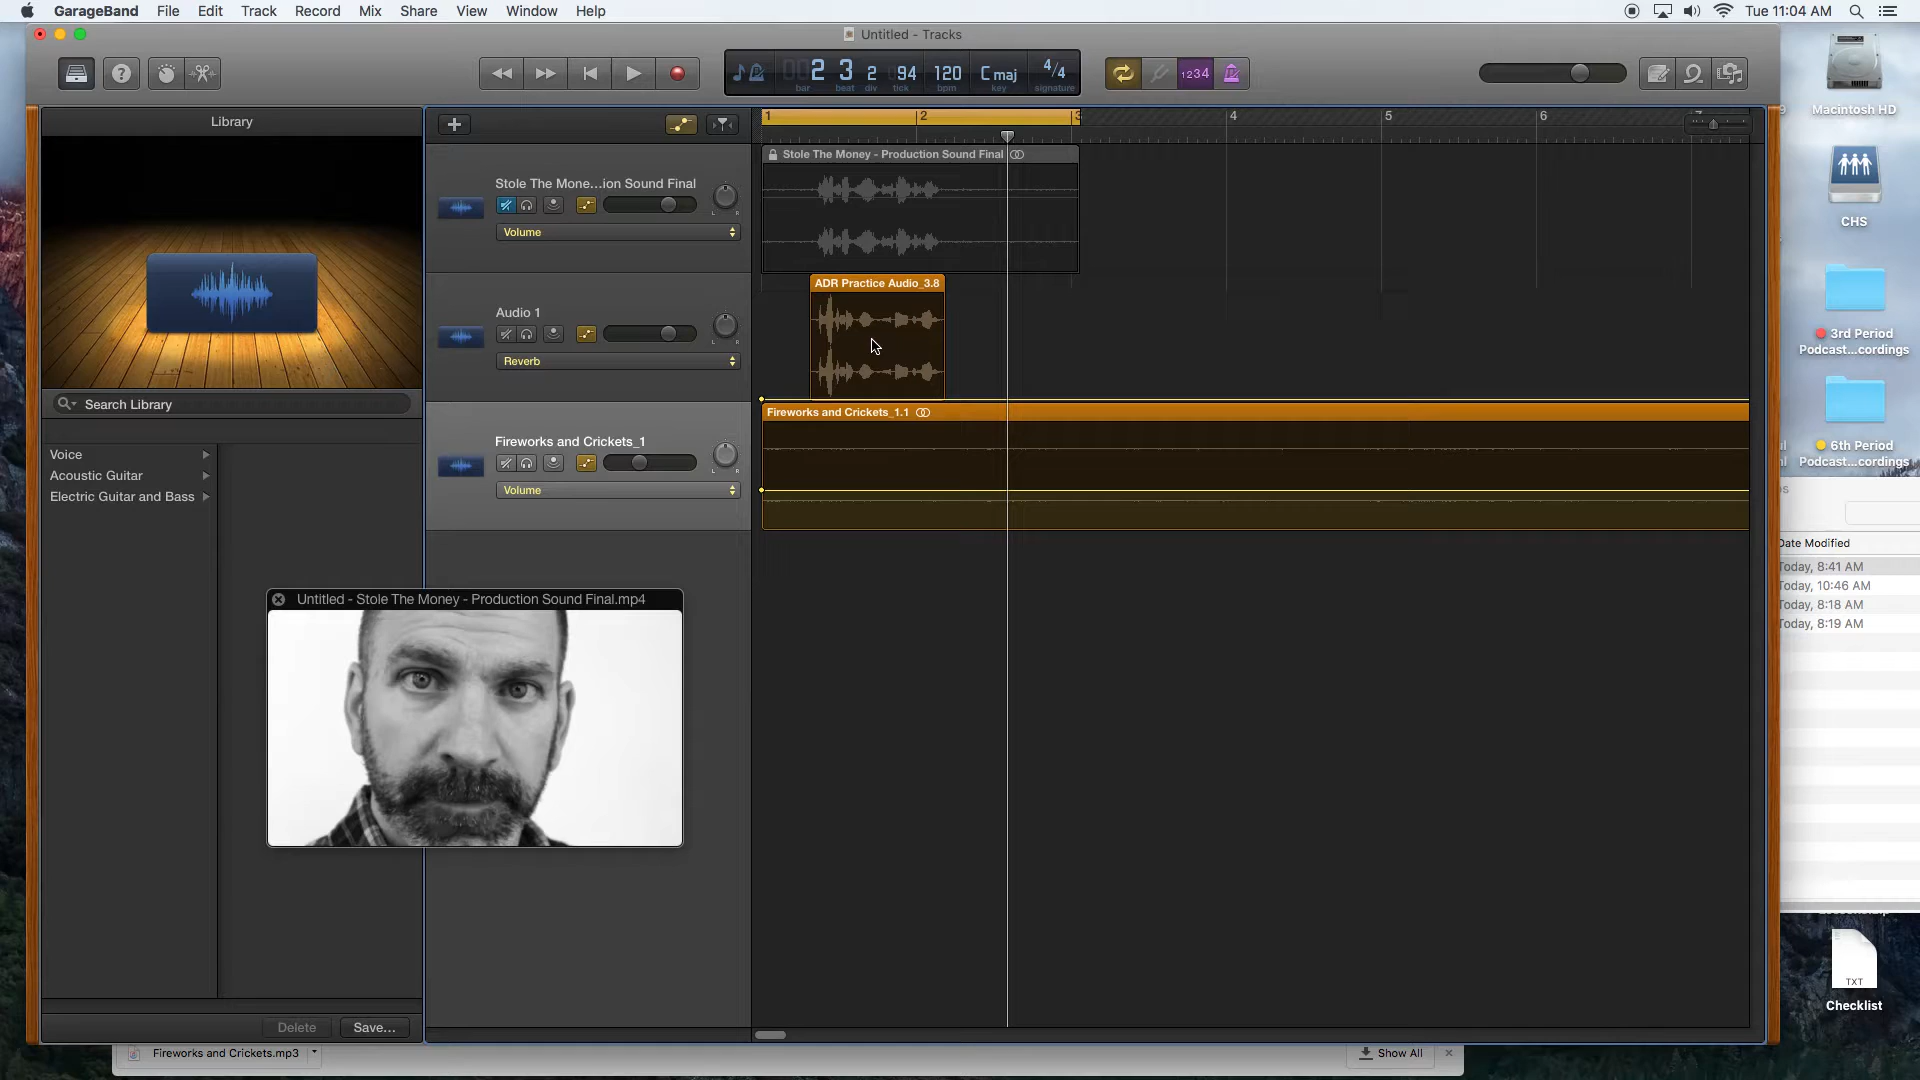 GarageBand File Edit Track Record Mix Share View Window Help Tue 11:04 AM
Untitled - Tracks
2 3 2 94 120 C maj 4/4
bar beat div tick bpm key signature
1234
Macintosh HD
CHS
3rd Period
Podcast...cordings
6th Period
Podcast...cordings
Library
1 2 3 4 5 6 7
Stole The Mone...ion Sound Final
Volume
Stole The Money - Production Sound Final
Audio 1
Reverb
ADR Practice Audio_3.8
Fireworks and Crickets_1
Volume
Fireworks and Crickets_1.1
L R
L R
L R
Search Library
Voice
Acoustic Guitar
Electric Guitar and Bass
Untitled - Stole The Money - Production Sound Final.mp4
Date Modified
Today, 8:41 AM
Today, 10:46 AM
Today, 8:18 AM
Today, 8:19 AM
TXT
Checklist
Delete Save...
Fireworks and Crickets.mp3
Show All